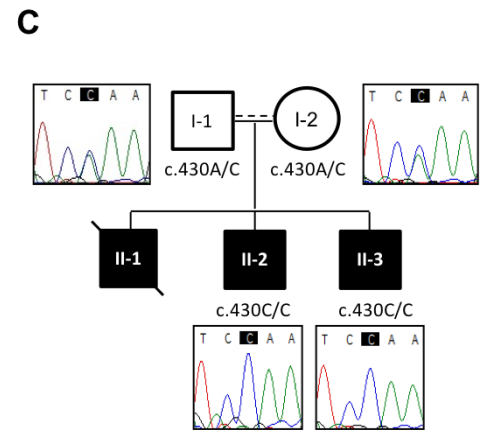 C
T C C A A
I-1
I-2
T C C A A
c.430A/C
c.430A/C
II-1
II-2
II-3
c.430C/C
c.430C/C
T C C A A
T C C A A